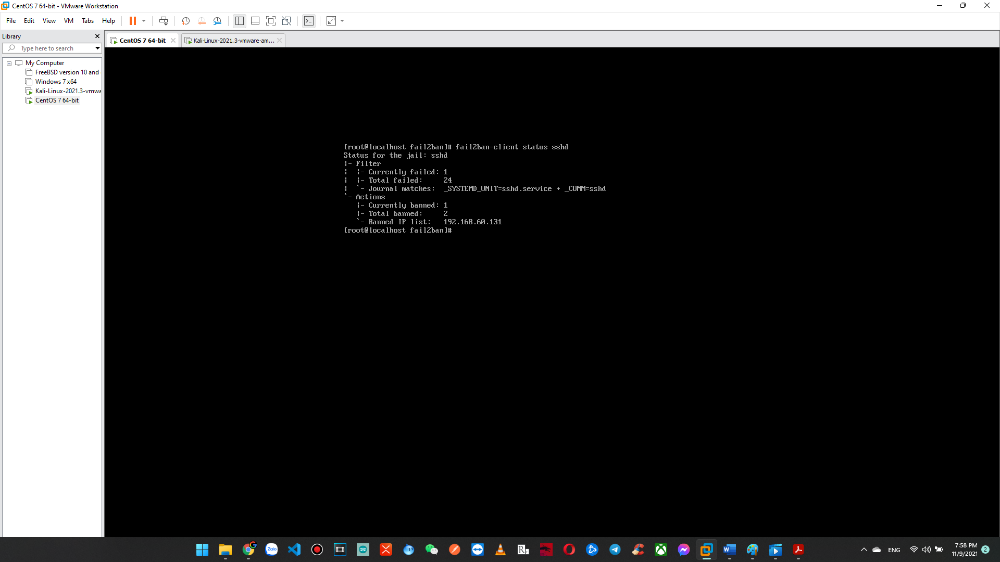 CentOS 7 64-bit - VMware Workstation
File Edit View VM Tabs Help
Library
Type here to search
My Computer
FreeBSD version 10 and
Windows 7 x64
Kali-Linux-2021.3-vmwa
CentOS 7 64-bit
CentOS 7 64-bit
Kali-Linux-2021.3-vmware-am...
[root@localhost fail2ban]# fail2ban-client status sshd
Status for the jail: sshd
|- Filter
|  |- Currently failed: 1
|  |- Total failed:     24
|  `- Journal matches:  _SYSTEMD_UNIT=sshd.service + _COMM=sshd
`- Actions
   |- Currently banned: 1
   |- Total banned:     2
   `- Banned IP list:   192.168.60.131
[root@localhost fail2ban]#
Zalo
ENG
7:58 PM
11/9/2021
2